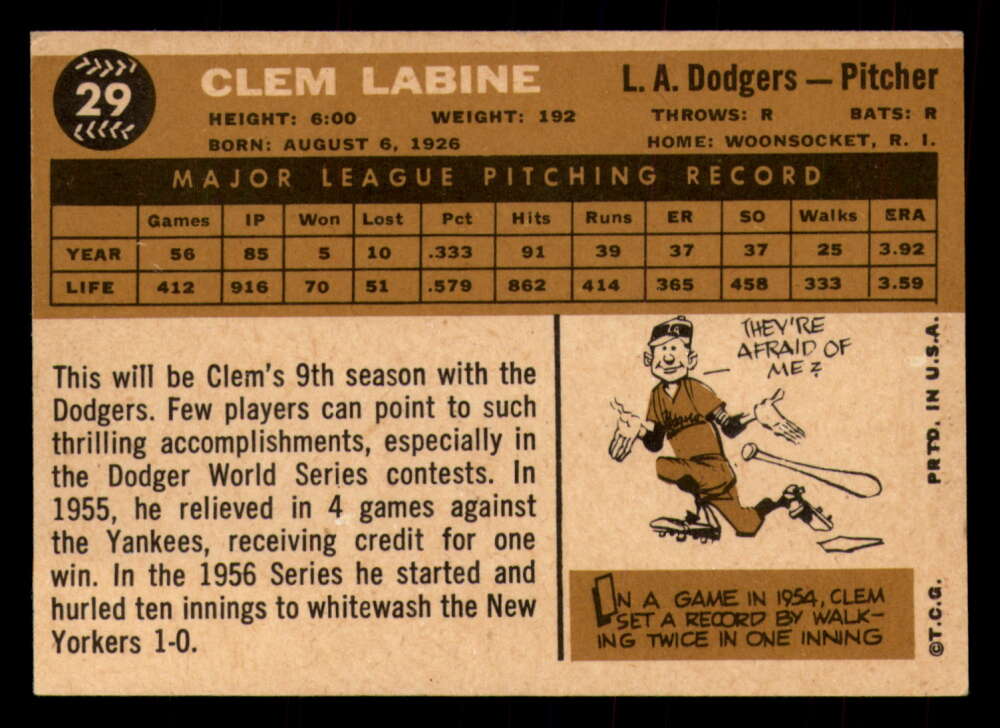 29
CLEM LABINE
L. A. Dodgers — Pitcher
HEIGHT: 6:00 WEIGHT: 192 THROWS: R BATS: R
BORN: AUGUST 6, 1926 HOME: WOONSOCKET, R. I.
MAJOR LEAGUE PITCHING RECORD
Games IP Won Lost Pct Hits Runs ER SO Walks ERA
YEAR 56 85 5 10 .333 91 39 37 37 25 3.92
LIFE 412 916 70 51 .579 862 414 365 458 333 3.59
This will be Clem's 9th season with the
Dodgers. Few players can point to such
thrilling accomplishments, especially in
the Dodger World Series contests. In
1955, he relieved in 4 games against
the Yankees, receiving credit for one
win. In the 1956 Series he started and
hurled ten innings to whitewash the New
Yorkers 1-0.
THEY'RE
AFRAID OF
ME?
IN A GAME IN 1954, CLEM
SET A RECORD BY WALK-
ING TWICE IN ONE INNING
©T.C.G. PRTD. IN U.S.A.